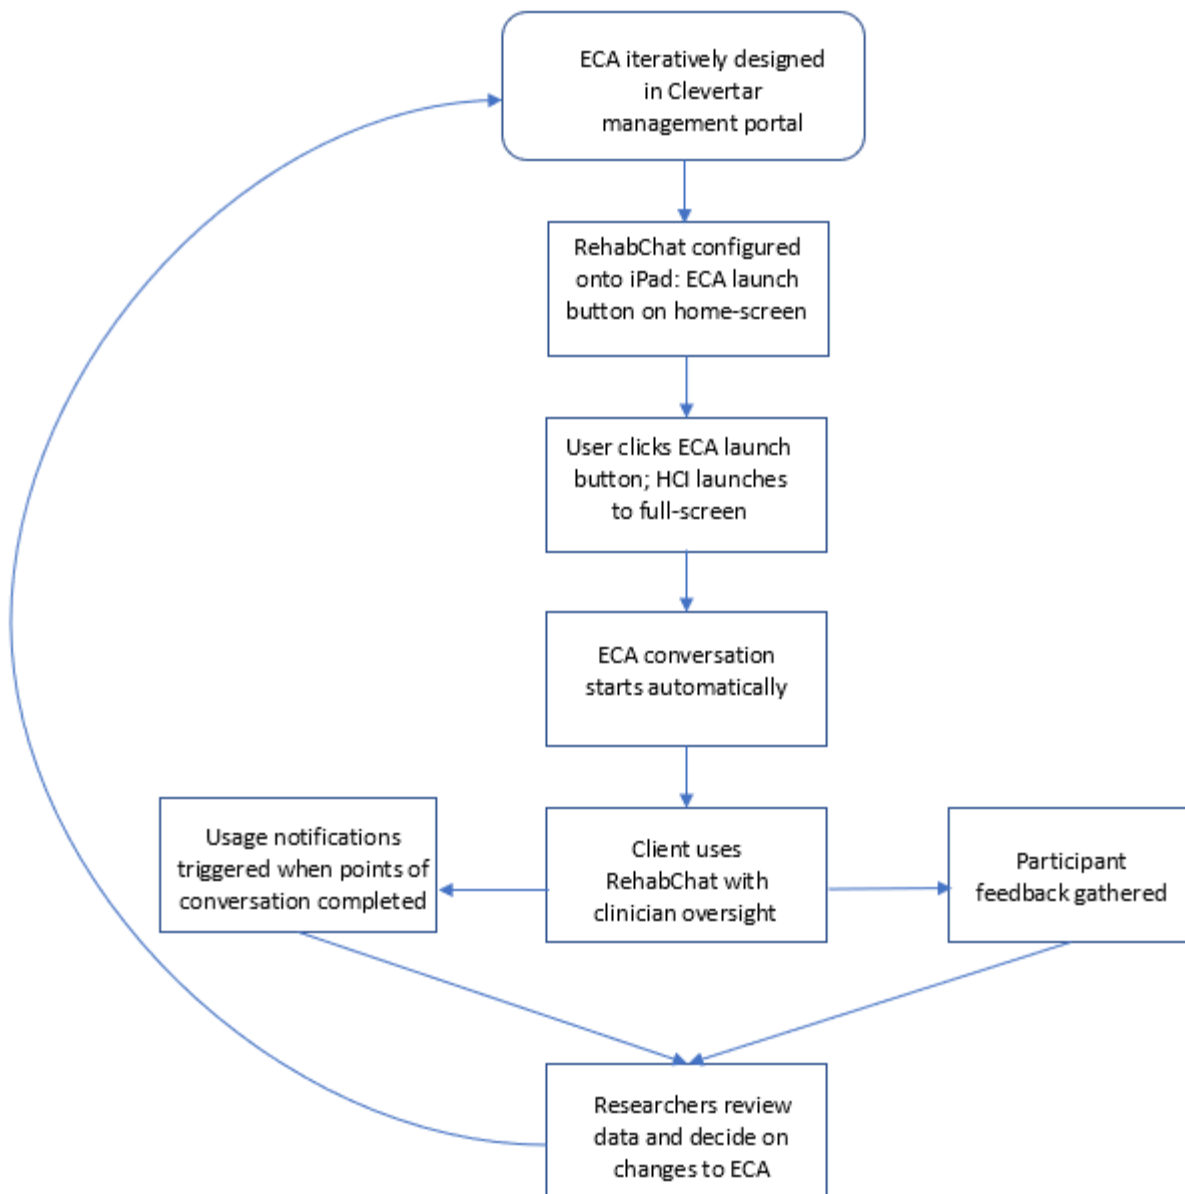 ECA iteratively designed
in Clevertar
management portal
RehabChat configured
onto iPad: ECA launch
button on home-screen
User clicks ECA launch
button; HCI launches
to full-screen
ECA conversation
starts automatically
Usage notifications
triggered when points of
conversation completed
Client uses
RehabChat with
clinician oversight
Participant
feedback gathered
Researchers review
data and decide on
changes to ECA